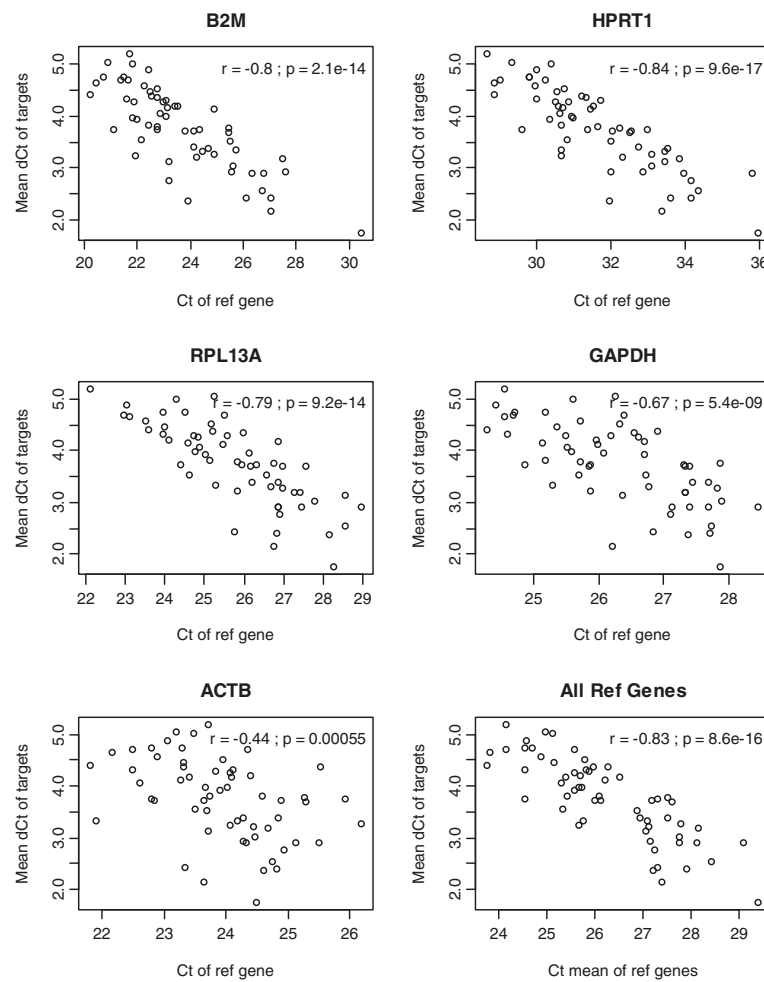 B2M
r = -0.8 ; p = 2.1e-14
Mean dCt of targets
2.0 3.0 4.0 5.0
20 22 24 26 28 30
Ct of ref gene
HPRT1
r = -0.84 ; p = 9.6e-17
Mean dCt of targets
2.0 3.0 4.0 5.0
30 32 34 36
Ct of ref gene
RPL13A
r = -0.79 ; p = 9.2e-14
Mean dCt of targets
2.0 3.0 4.0 5.0
22 23 24 25 26 27 28 29
Ct of ref gene
GAPDH
r = -0.67 ; p = 5.4e-09
Mean dCt of targets
2.0 3.0 4.0 5.0
25 26 27 28
Ct of ref gene
ACTB
r = -0.44 ; p = 0.00055
Mean dCt of targets
2.0 3.0 4.0 5.0
22 23 24 25 26
Ct of ref gene
All Ref Genes
r = -0.83 ; p = 8.6e-16
Mean dCt of targets
2.0 3.0 4.0 5.0
24 25 26 27 28 29
Ct mean of ref genes